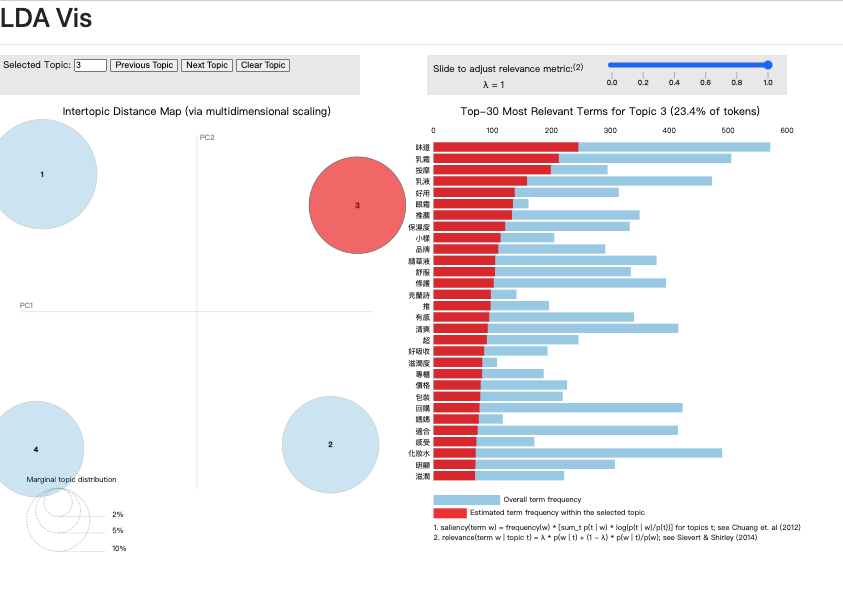 LDA Vis
Selected Topic: 3 Previous Topic Next Topic Clear Topic
Slide to adjust relevance metric:(2)
λ = 1
0.0 0.2 0.4 0.6 0.8 1.0
Intertopic Distance Map (via multidimensional scaling)
PC2
PC1
1
3
4
2
Marginal topic distribution
2%
5%
10%
Top-30 Most Relevant Terms for Topic 3 (23.4% of tokens)
0 100 200 300 400 500 600
味道
乳霜
按摩
乳液
好用
眼霜
推薦
保濕度
小樣
品牌
精華液
舒服
修護
克蘭詩
推
有感
清爽
超
好吸收
滋潤度
專櫃
價格
包裝
回購
媽媽
適合
感受
化妝水
明顯
滋潤
Overall term frequency
Estimated term frequency within the selected topic
1. saliency(term w) = frequency(w) * [sum_t p(t | w) * log(p(t | w)/p(t))] for topics t; see Chuang et. al (2012)
2. relevance(term w | topic t) = λ * p(w | t) + (1 - λ) * p(w | t)/p(w); see Sievert & Shirley (2014)